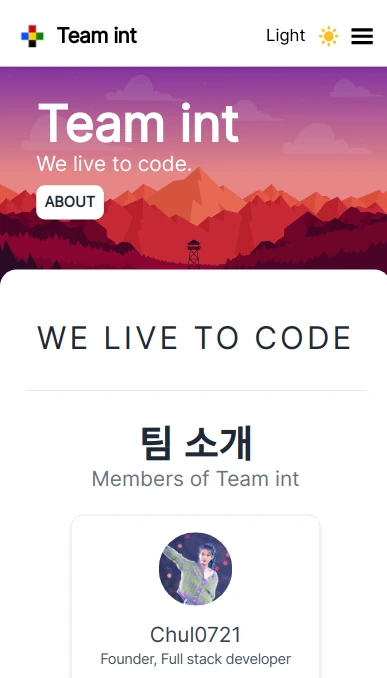 Team int
Light
Team int
We live to code.
ABOUT
WE LIVE TO CODE
팀 소개
Members of Team int
Chul0721
Founder, Full stack developer